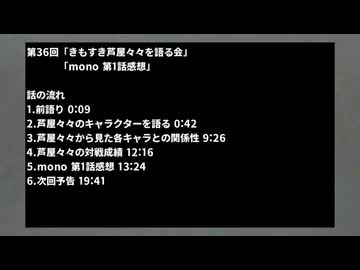 第36回「きもすき芦屋々々を語る会」
「mono 第1話感想」
話の流れ
1.前語り 0:09
2.芦屋々々のキャラクターを語る 0:42
3.芦屋々々から見た各キャラとの関係性 9:26
4.芦屋々々の対戦成績 12:16
5.mono 第1話感想 13:24
6.次回予告 19:41